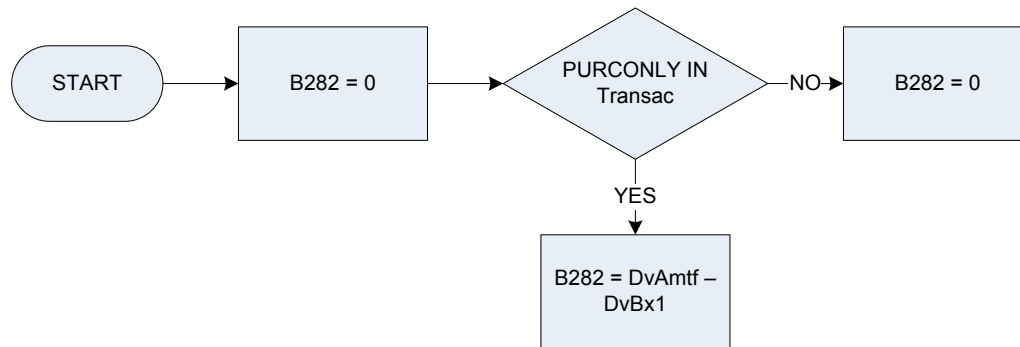 START
B282 = 0
PURCONLY IN
Transac
NO
B282 = 0
YES
B282 = DvAmtf –
DvBx1